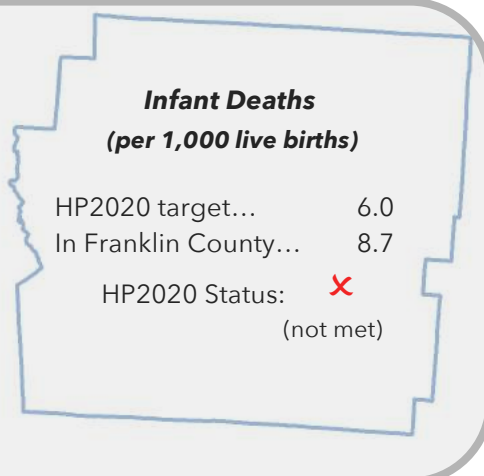 Infant Deaths
(per 1,000 live births)
HP2020 target… 6.0
In Franklin County… 8.7
HP2020 Status: ✗
(not met)